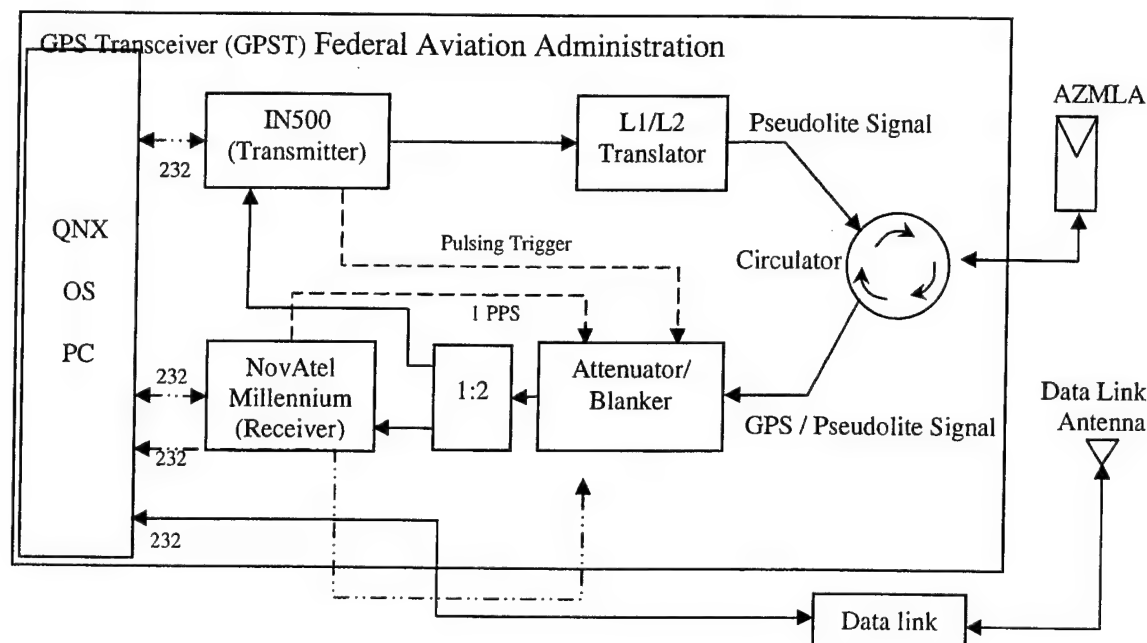 GPS Transceiver (GPST) Federal Aviation Administration
AZMLA
IN500
(Transmitter)
L1/L2
Translator
Pseudolite Signal
232
QNX
OS
PC
Pulsing Trigger
Circulator
1 PPS
NovAtel
Millennium
(Receiver)
232
1:2
Attenuator/
Blanker
GPS / Pseudolite Signal
Data Link
Antenna
232
232
Data link